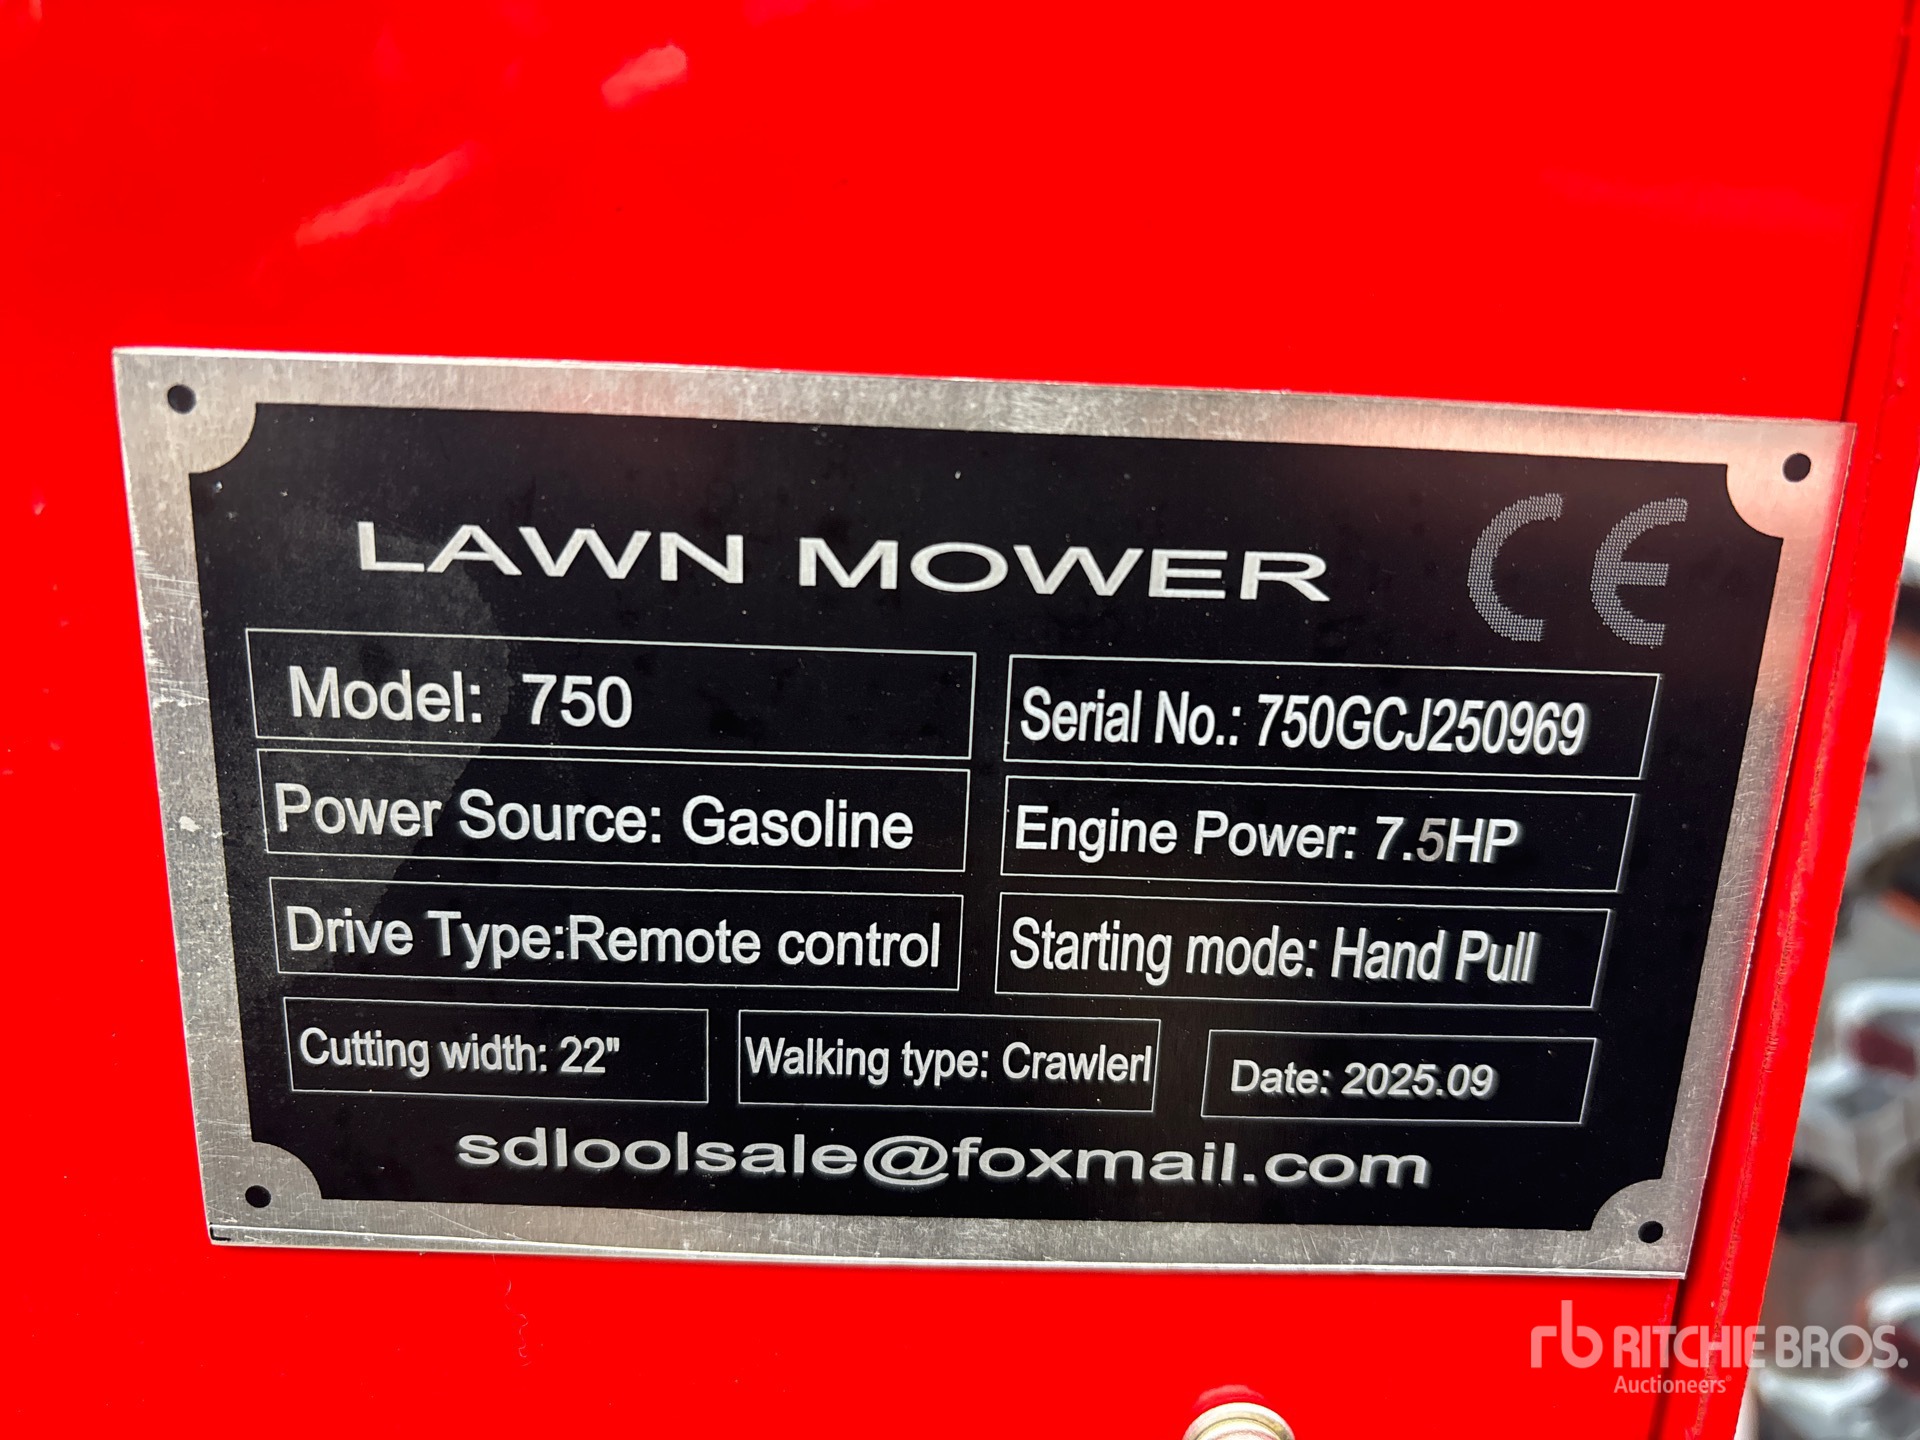 LAWN MOWER CE
Model: 750
Serial No.: 750GCJ250969
Power Source: Gasoline
Engine Power: 7.5HP
Drive Type:Remote control
Starting mode: Hand Pull
Cutting width: 22"
Walking type: Crawlerl
Date: 2025.09
sdloolsale@foxmail.com
rb RITCHIE BROS.
Auctioneers